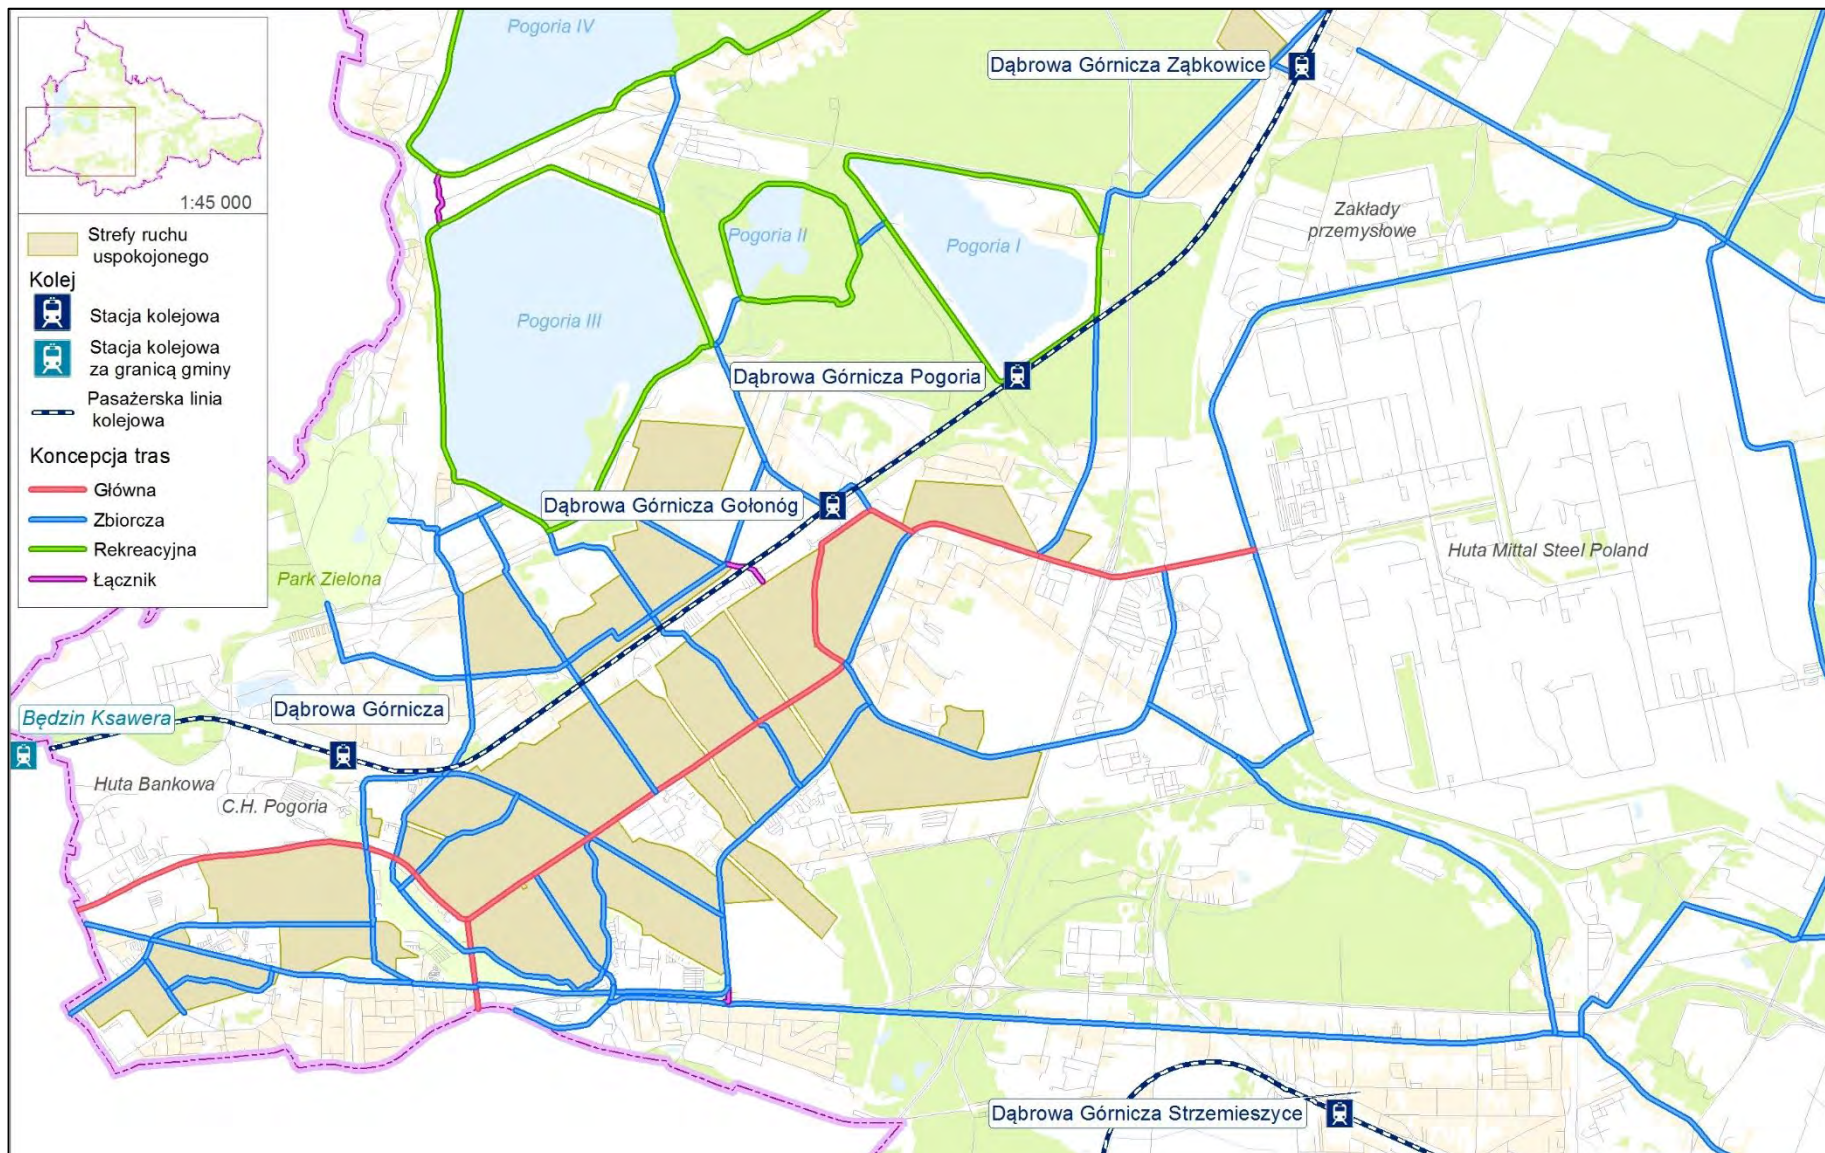 1:45 000
Strefy ruchu
uspokojonego
Kolej
Stacja kolejowa
Stacja kolejowa
za granicą gminy
Pasażerska linia
kolejowa
Koncepcja tras
Główna
Zbiorcza
Rekreacyjna
Łącznik
Pogoria IV
Dąbrowa Górnicza Ząbkowice
Zakłady
przemysłowe
Pogoria II
Pogoria I
Pogoria III
Dąbrowa Górnicza Pogoria
Dąbrowa Górnicza Gołonóg
Huta Mittal Steel Poland
Park Zielona
Będzin Ksawera
Dąbrowa Górnicza
Huta Bankowa
C.H. Pogoria
Dąbrowa Górnicza Strzemieszyce